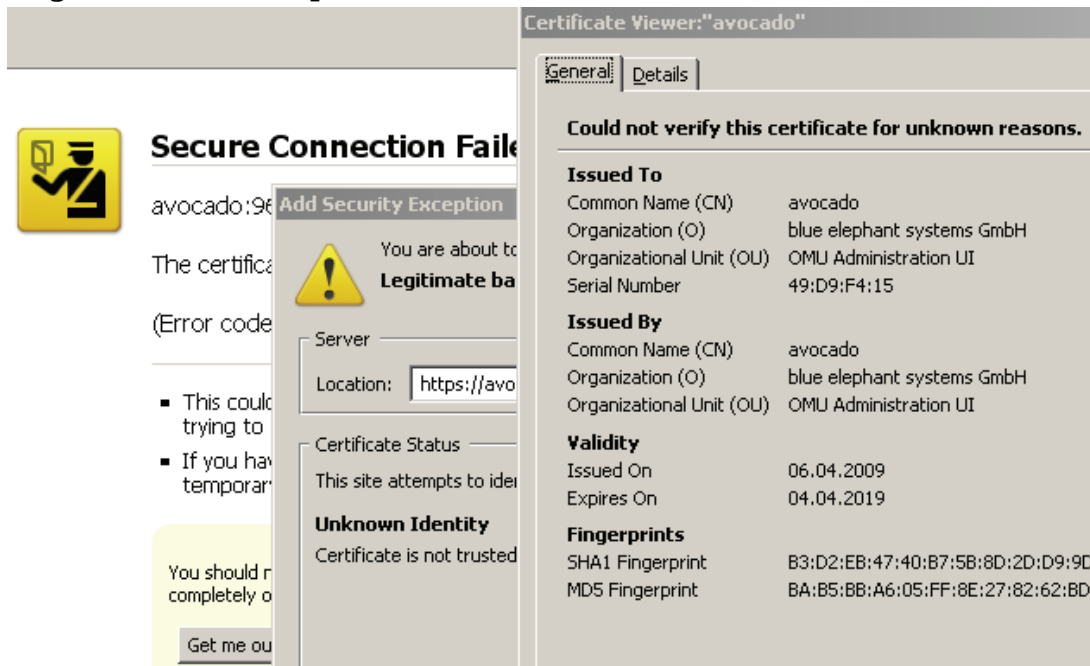 Certificate Viewer:"avocado"
General Details
Could not verify this certificate for unknown reasons.
Issued To
Common Name (CN) avocado
Organization (O) blue elephant systems GmbH
Organizational Unit (OU) OMU Administration UI
Serial Number 49:D9:F4:15
Issued By
Common Name (CN) avocado
Organization (O) blue elephant systems GmbH
Organizational Unit (OU) OMU Administration UI
Validity
Issued On 06.04.2009
Expires On 04.04.2019
Fingerprints
SHA1 Fingerprint B3:D2:EB:47:40:B7:5B:8D:2D:D9:9D
MD5 Fingerprint BA:B5:BB:A6:05:FF:8E:27:82:62:BD
Secure Connection Faile
avocado:96
The certifica
(Error code
This could
trying to
If you hav
temporar
You should n
completely o
Get me ou
Add Security Exception
You are about to
Legitimate ba
Server
Location: https://avo
Certificate Status
This site attempts to iden
Unknown Identity
Certificate is not trusted